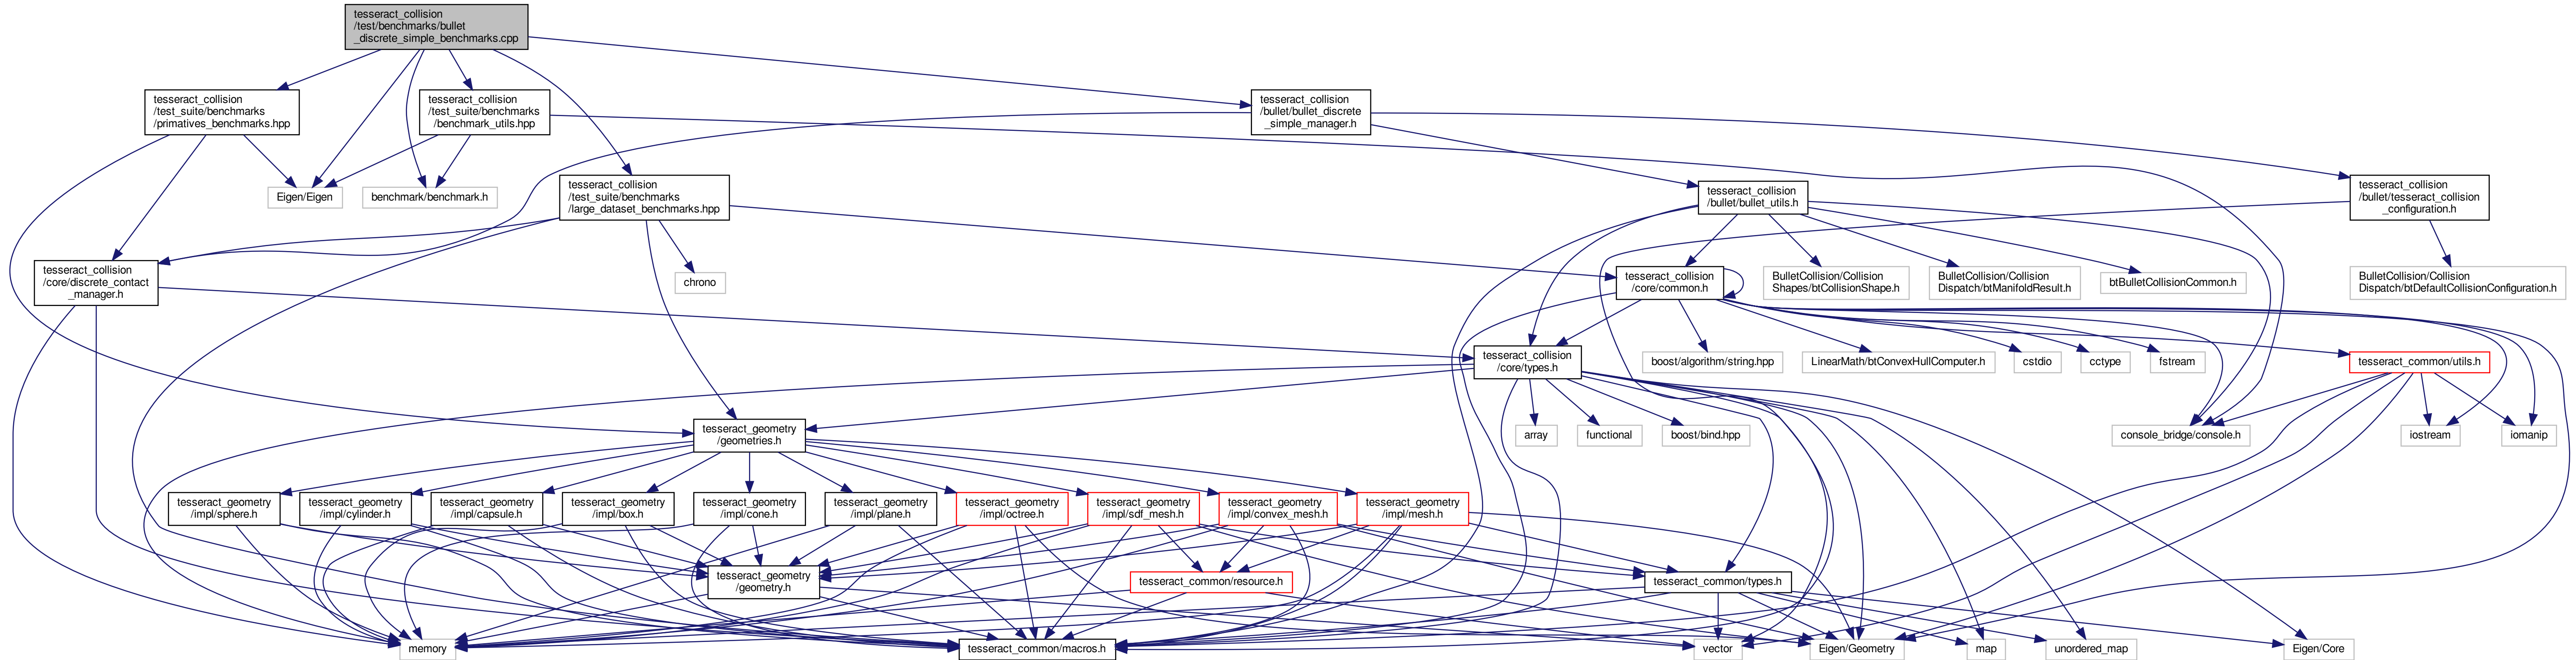 tesseract_collision
/test/benchmarks/bullet
_discrete_simple_benchmarks.cpp
tesseract_collision
/test_suite/benchmarks
/primatives_benchmarks.hpp
tesseract_collision
/test_suite/benchmarks
/benchmark_utils.hpp
tesseract_collision
/bullet/bullet_discrete
_simple_manager.h
Eigen/Eigen
benchmark/benchmark.h
tesseract_collision
/test_suite/benchmarks
/large_dataset_benchmarks.hpp
tesseract_collision
/bullet/bullet_utils.h
tesseract_collision
/bullet/tesseract_collision
_configuration.h
tesseract_collision
/core/discrete_contact
_manager.h
chrono
tesseract_collision
/core/common.h
BulletCollision/Collision
Shapes/btCollisionShape.h
BulletCollision/Collision
Dispatch/btManifoldResult.h
btBulletCollisionCommon.h
BulletCollision/Collision
Dispatch/btDefaultCollisionConfiguration.h
tesseract_collision
/core/types.h
boost/algorithm/string.hpp
LinearMath/btConvexHullComputer.h
cstdio
cctype
fstream
tesseract_common/utils.h
tesseract_geometry
/geometries.h
array
functional
boost/bind.hpp
console_bridge/console.h
iostream
iomanip
tesseract_geometry
/impl/sphere.h
tesseract_geometry
/impl/cylinder.h
tesseract_geometry
/impl/capsule.h
tesseract_geometry
/impl/box.h
tesseract_geometry
/impl/cone.h
tesseract_geometry
/impl/plane.h
tesseract_geometry
/impl/octree.h
tesseract_geometry
/impl/sdf_mesh.h
tesseract_geometry
/impl/convex_mesh.h
tesseract_geometry
/impl/mesh.h
tesseract_geometry
/geometry.h
tesseract_common/resource.h
tesseract_common/types.h
memory
tesseract_common/macros.h
vector
Eigen/Geometry
map
unordered_map
Eigen/Core